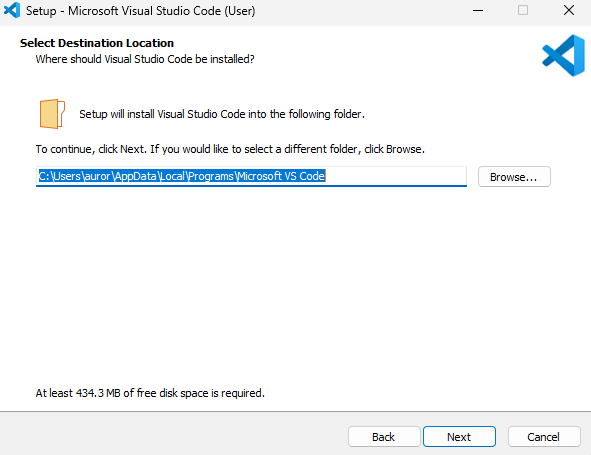 Setup - Microsoft Visual Studio Code (User)
Select Destination Location
Where should Visual Studio Code be installed?
Setup will install Visual Studio Code into the following folder.
To continue, click Next. If you would like to select a different folder, click Browse.
C:\Users\auror\AppData\Local\Programs\Microsoft VS Code
Browse...
At least 434.3 MB of free disk space is required.
Back
Next
Cancel